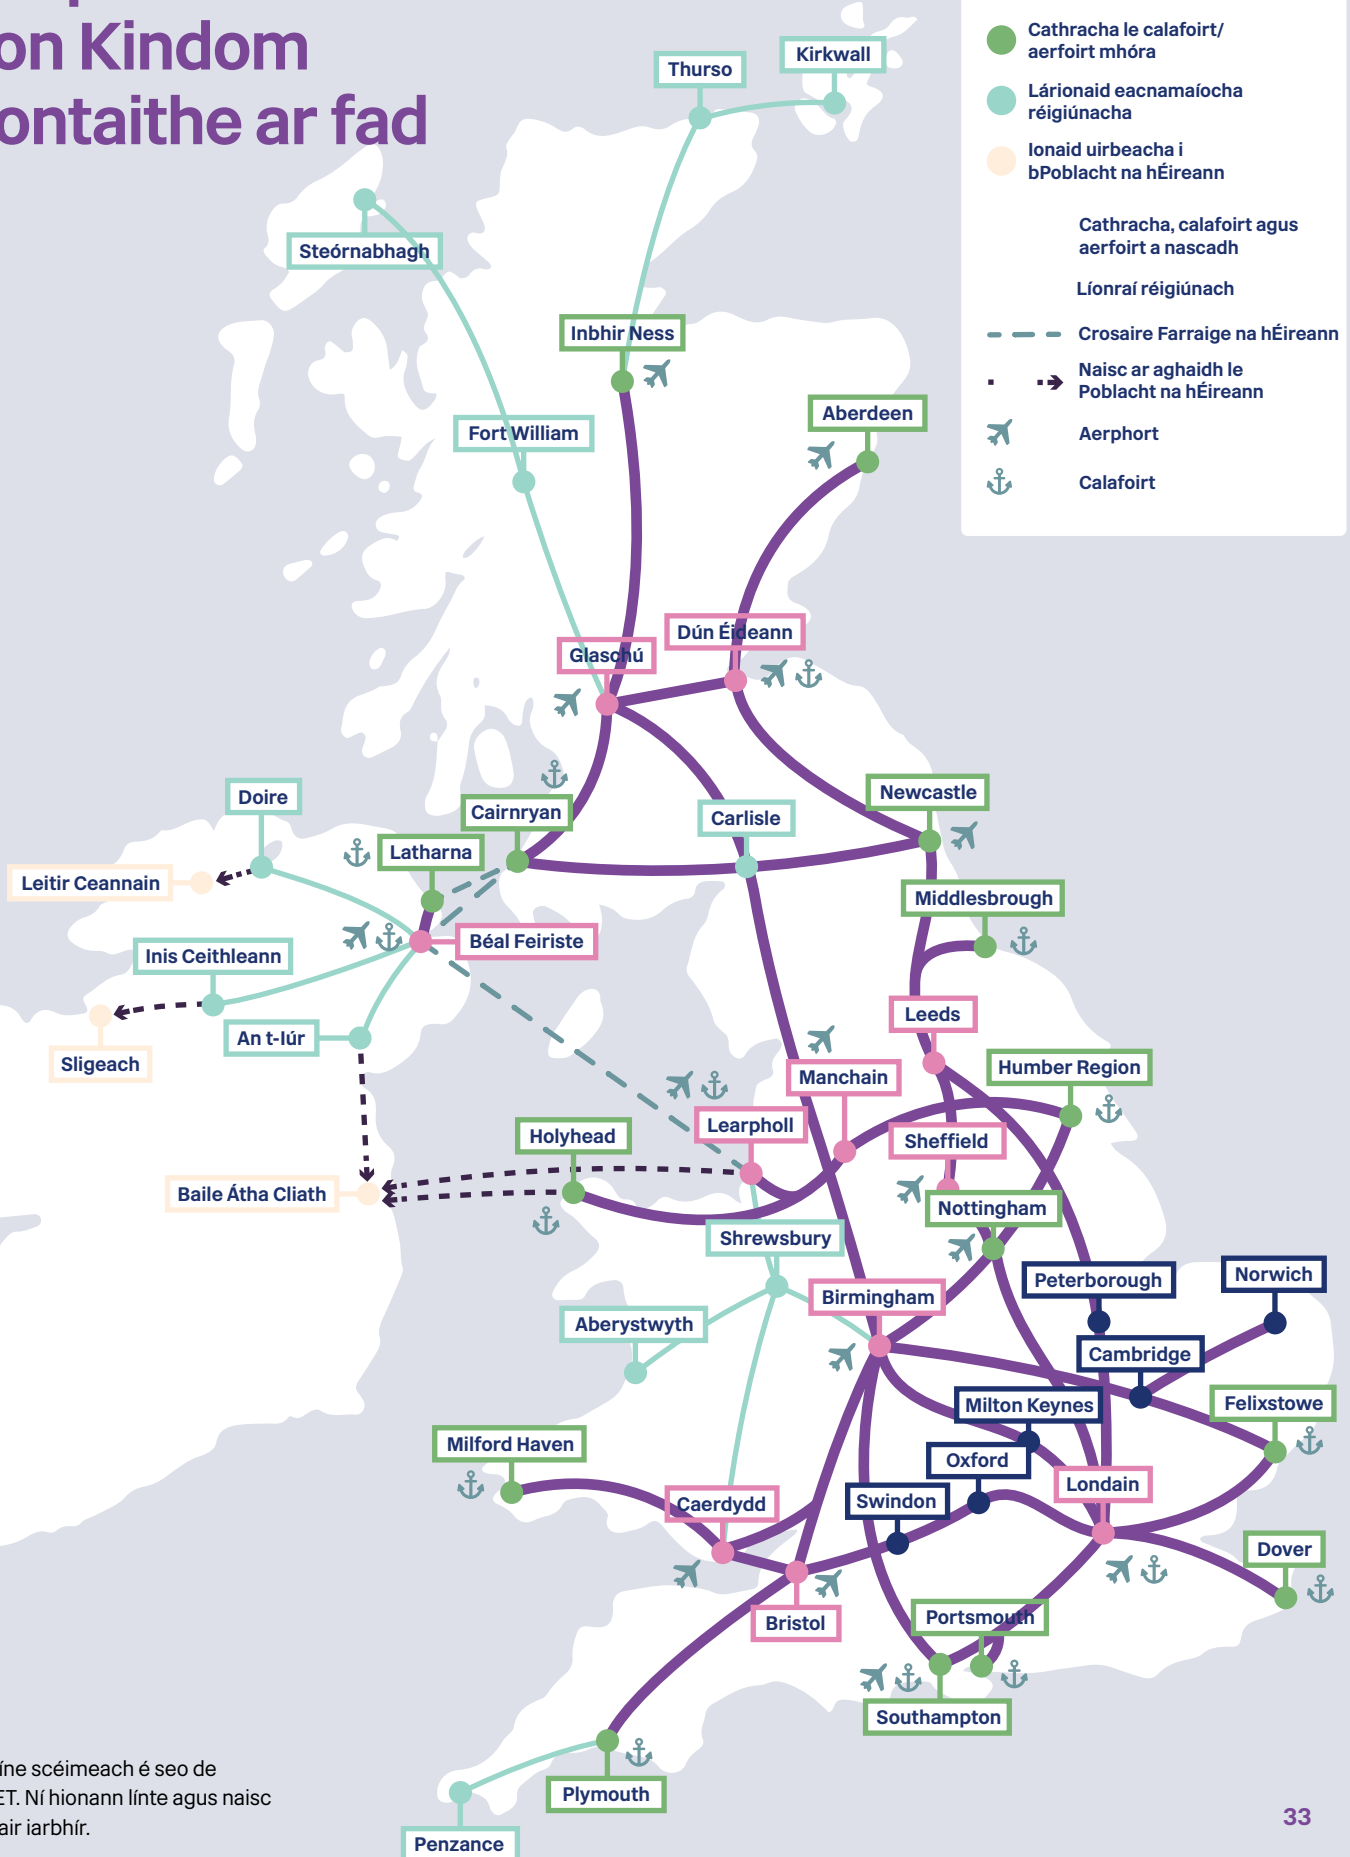 on Kindom
ontaithe ar fad
Cathracha le calafoirt/
aerfoirt mhóra
Lárionaid eacnamaíocha
réigiúnacha
Ionaid uirbeacha i
bPoblacht na hÉireann
Cathracha, calafoirt agus
aerfoirt a nascadh
Líonraí réigiúnach
Crosaire Farraige na hÉireann
Naisc ar aghaidh le
Poblacht na hÉireann
Aerphort
Calafoirt
Kirkwall
Thurso
Steórnabhagh
Inbhir Ness
Aberdeen
Fort William
Dún Éideann
Glaschú
Newcastle
Doire
Cairnryan
Carlisle
Latharna
Leitir Ceannain
Middlesbrough
Béal Feiriste
Inis Ceithleann
Leeds
An t-Iúr
Sligeach
Humber Region
Manchain
Learpholl
Holyhead
Sheffield
Baile Átha Cliath
Nottingham
Shrewsbury
Norwich
Peterborough
Birmingham
Aberystwyth
Cambridge
Felixstowe
Milton Keynes
Milford Haven
Oxford
Londain
Swindon
Caerdydd
Dover
Portsmouth
Bristol
Southampton
Plymouth
Penzance
íne scéimeach é seo de
ET. Ní hionann línte agus naisc
air iarbhír.
33